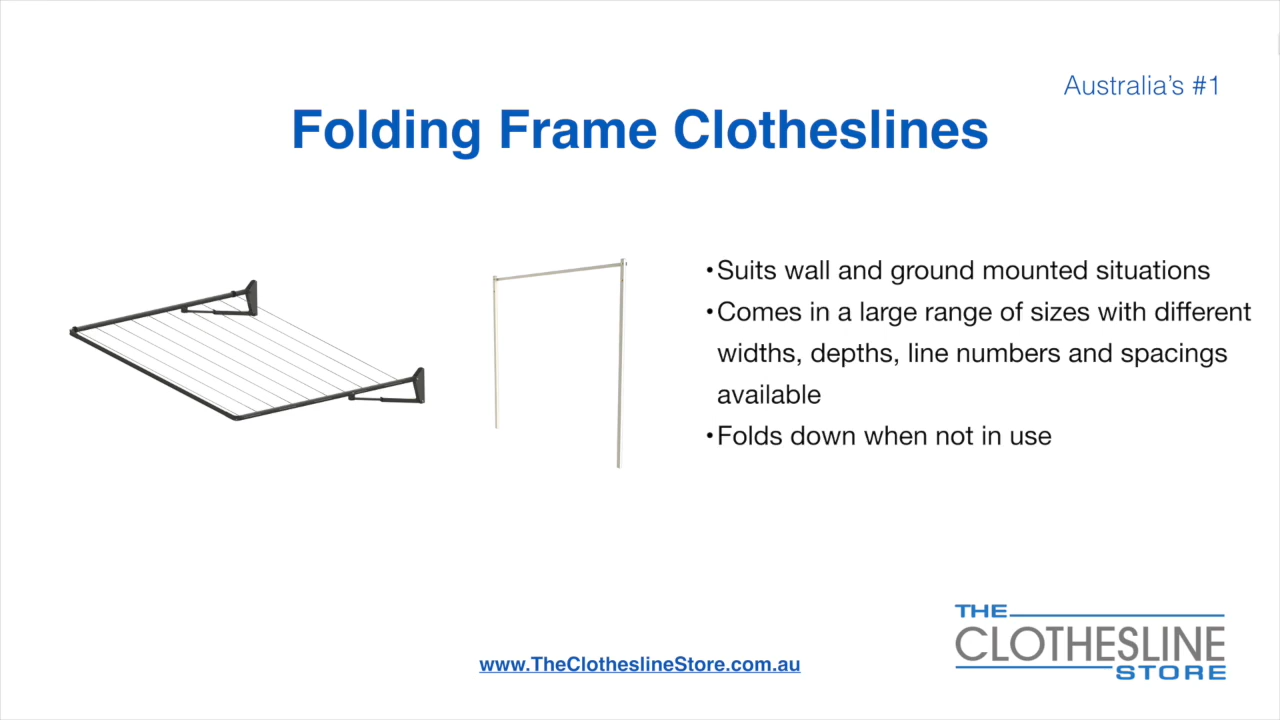 Australia's #1
Folding Frame Clotheslines
•Suits wall and ground mounted situations
•Comes in a large range of sizes with different
widths, depths, line numbers and spacings
available
•Folds down when not in use
www.TheClotheslineStore.com.au
THE
CLOTHESLINE
STORE